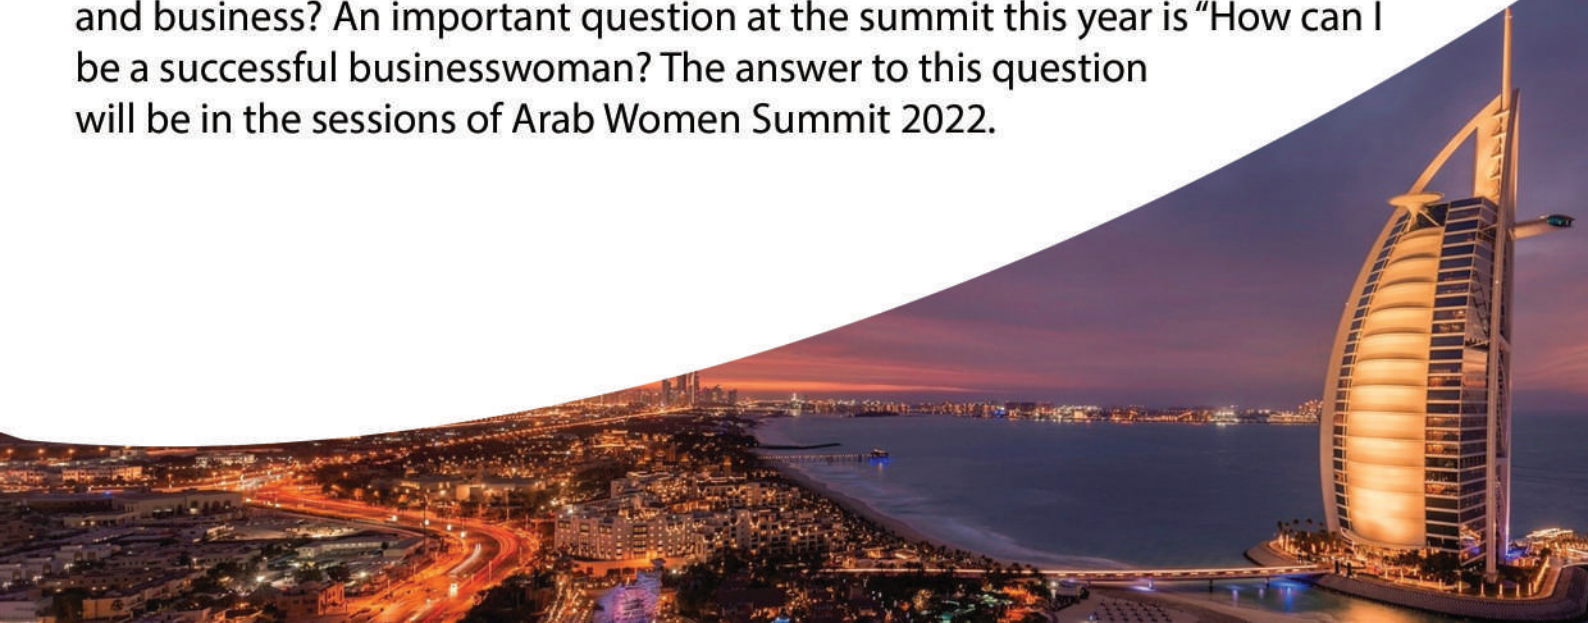 and business? An important question at the summit this year is “How can I
be a successful businesswoman? The answer to this question
will be in the sessions of Arab Women Summit 2022.